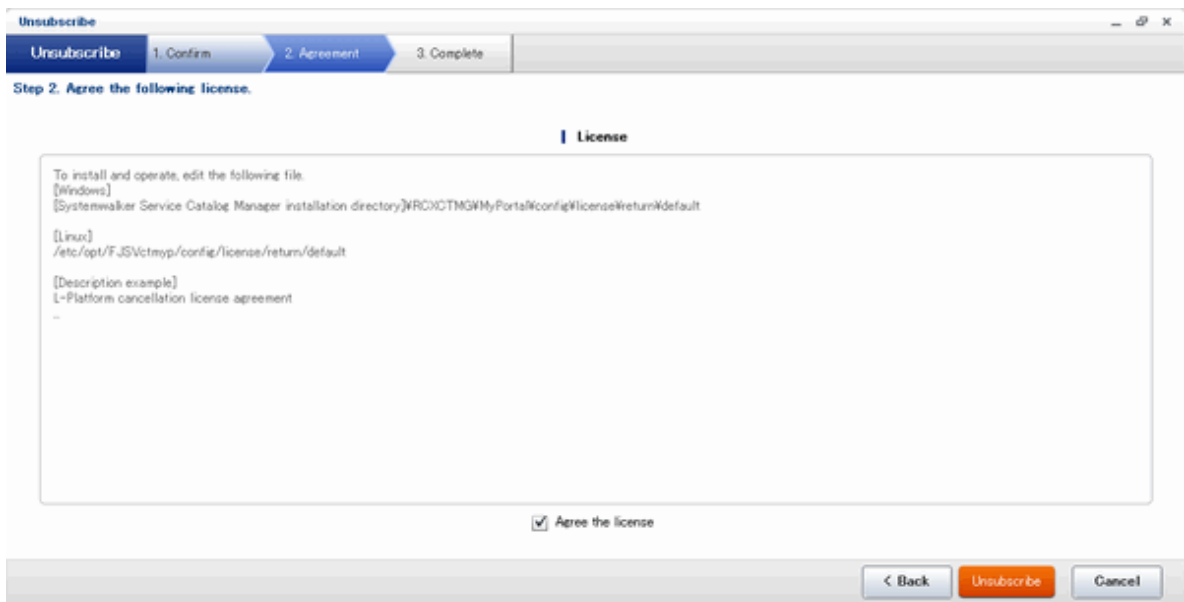 Unsubscribe
Unsubscribe 1. Confirm 2. Agreement 3. Complete
Step 2. Agree the following license.
License
To install and operate, edit the following file.
[Windows]
[Systemwalker Service Catalog Manager installation directory]¥RCXCTMG¥MyPortal¥config¥license¥return¥default
[Linux]
/etc/opt/FJSVctmyp/config/license/return/default
[Description example]
L-Platform cancellation license agreement
...
Agree the license
< Back Unsubscribe Cancel